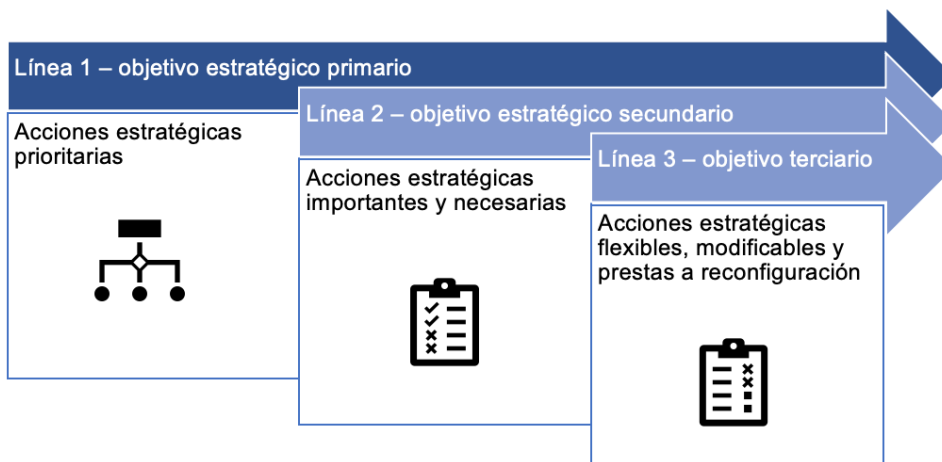 Línea 1 – objetivo estratégico primario
Línea 2 – objetivo estratégico secundario
Línea 3 – objetivo terciario
Acciones estratégicas
prioritarias
Acciones estratégicas
importantes y necesarias
Acciones estratégicas
flexibles, modificables y
prestas a reconfiguración